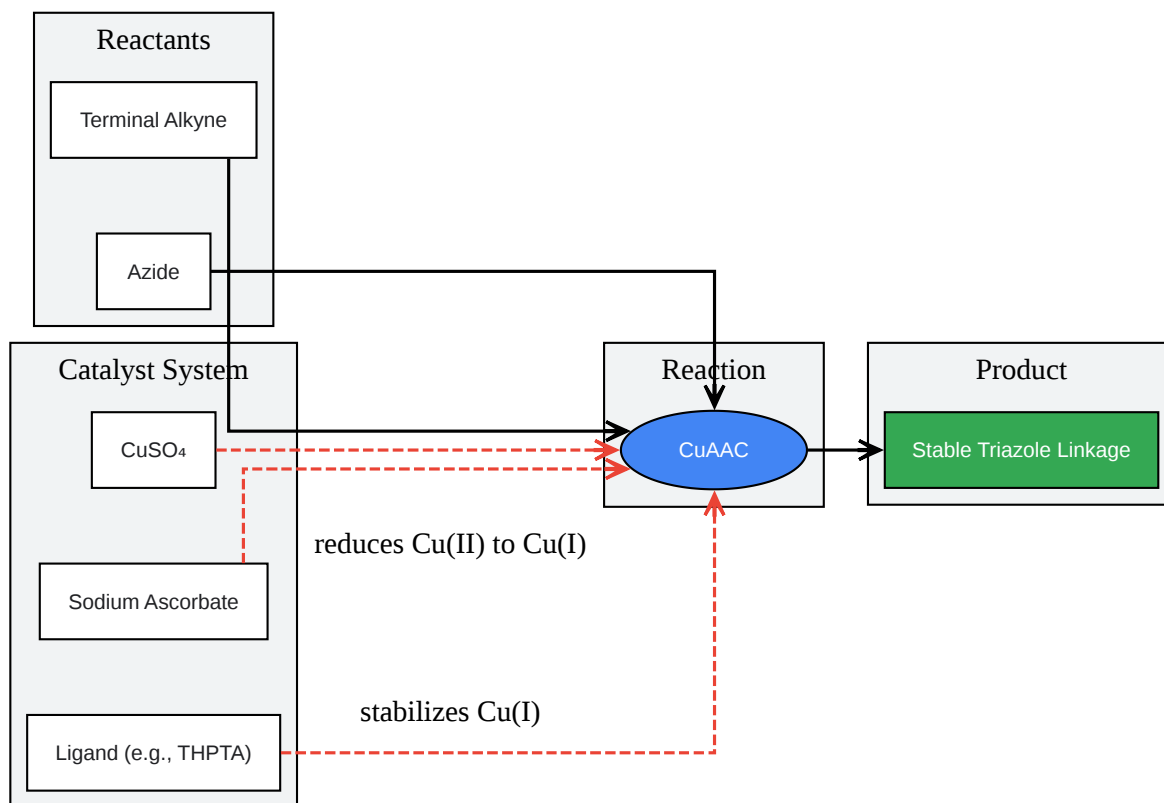 Reactants
Terminal Alkyne
Azide
Catalyst System
CuSO₄
Sodium Ascorbate
Ligand (e.g., THPTA)
reduces Cu(II) to Cu(I)
stabilizes Cu(I)
Reaction
CuAAC
Product
Stable Triazole Linkage